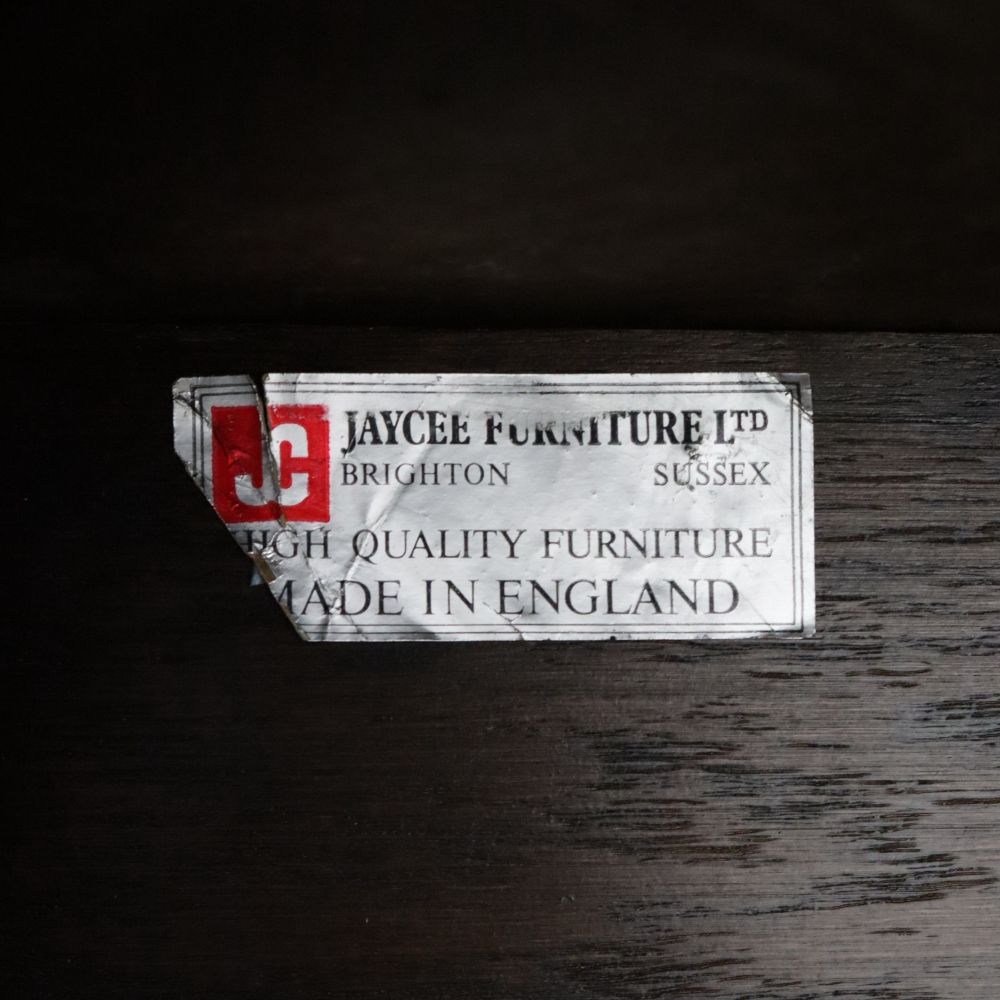 JC
JAYCEE FURNITURE LTD
BRIGHTON SUSSEX
HIGH QUALITY FURNITURE
MADE IN ENGLAND